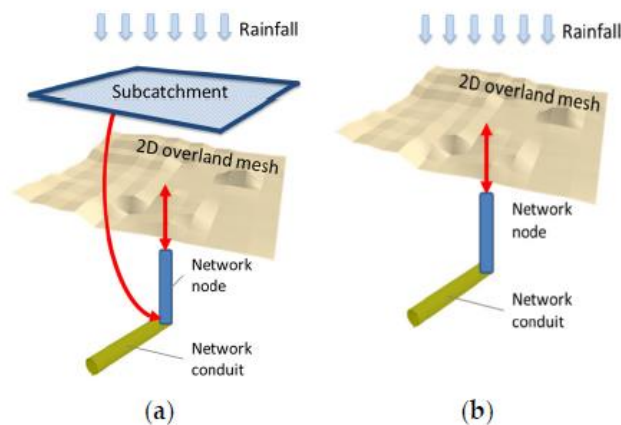 Rainfall
Subcatchment
2D overland mesh
Network
node
Network
conduit
(a)
Rainfall
2D overland mesh
Network
node
Network
conduit
(b)